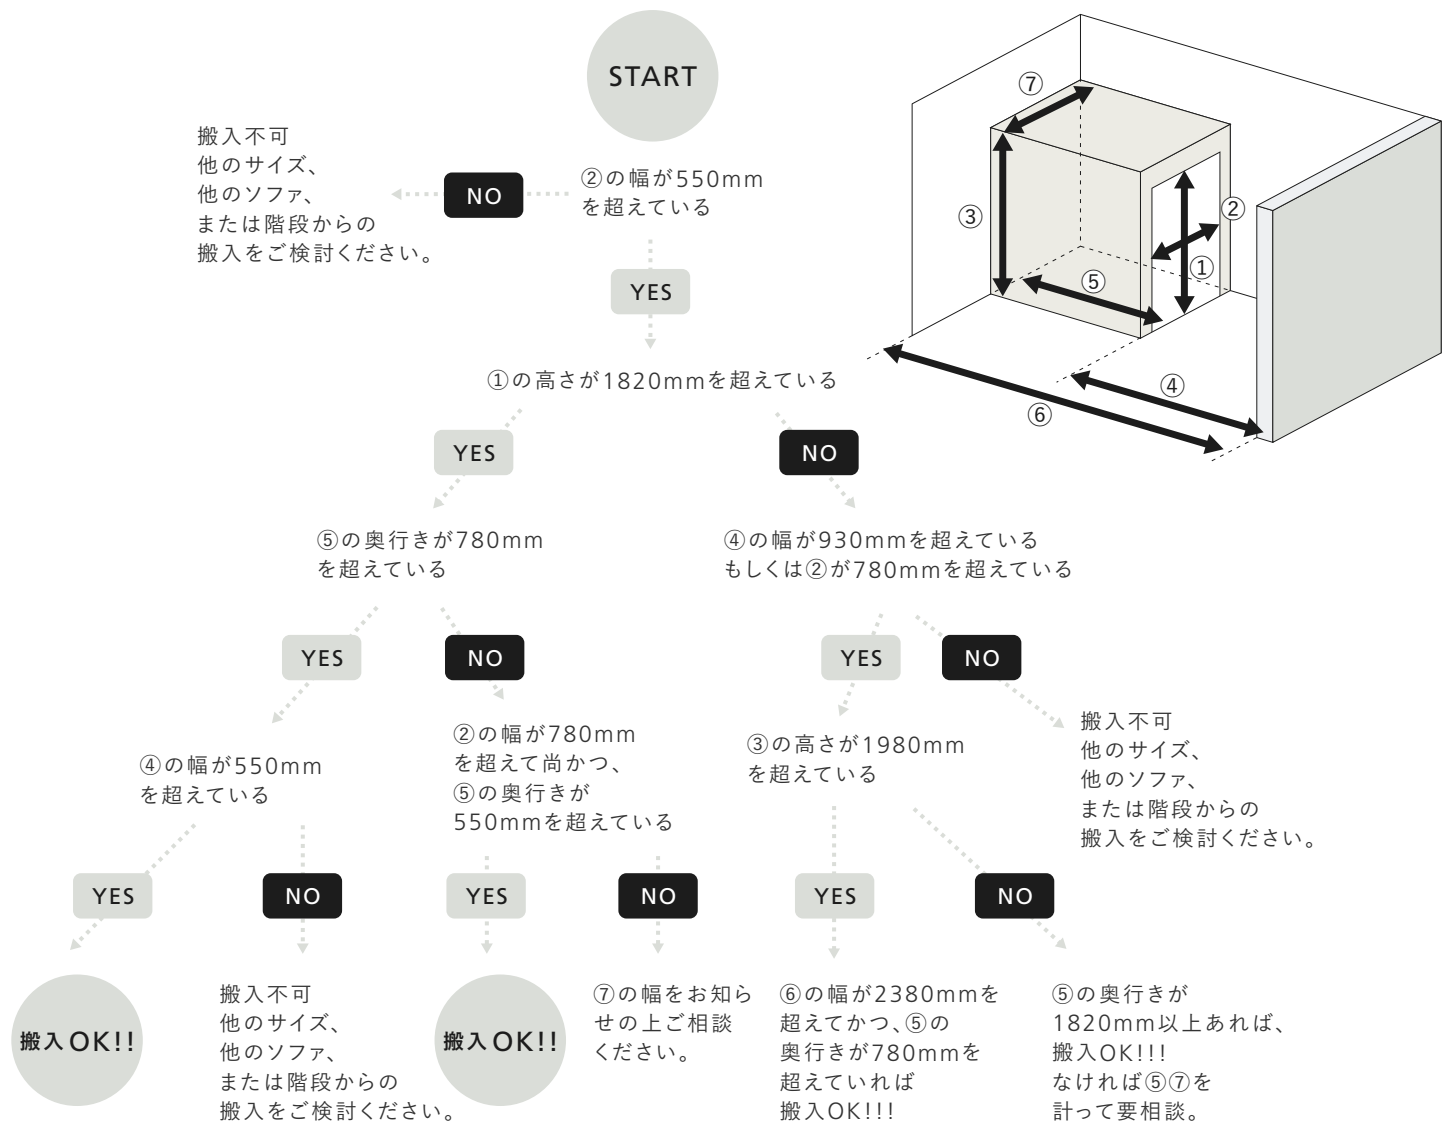 START
②の幅が550mm
を超えている
NO
搬入不可
他のサイズ、
他のソファ、
または階段からの
搬入をご検討ください。
YES
⑦
③
②
①
⑤
④
⑥
①の高さが1820mmを超えている
YES
NO
⑤の奥行きが780mm
を超えている
④の幅が930mmを超えている
もしくは②が780mmを超えている
YES
NO
YES
NO
④の幅が550mm
を超えている
②の幅が780mm
を超えて尚かつ、
⑤の奥行きが
550mmを超えている
③の高さが1980mm
を超えている
搬入不可
他のサイズ、
他のソファ、
または階段からの
搬入をご検討ください。
YES
NO
YES
NO
YES
NO
搬入OK!!
搬入不可
他のサイズ、
他のソファ、
または階段からの
搬入をご検討ください。
搬入OK!!
⑦の幅をお知ら
せの上ご相談
ください。
⑥の幅が2380mmを
超えてかつ、⑤の
奥行きが780mmを
超えていれば
搬入OK!!!
⑤の奥行きが
1820mm以上あれば、
搬入OK!!!
なければ⑤⑦を
計って要相談。